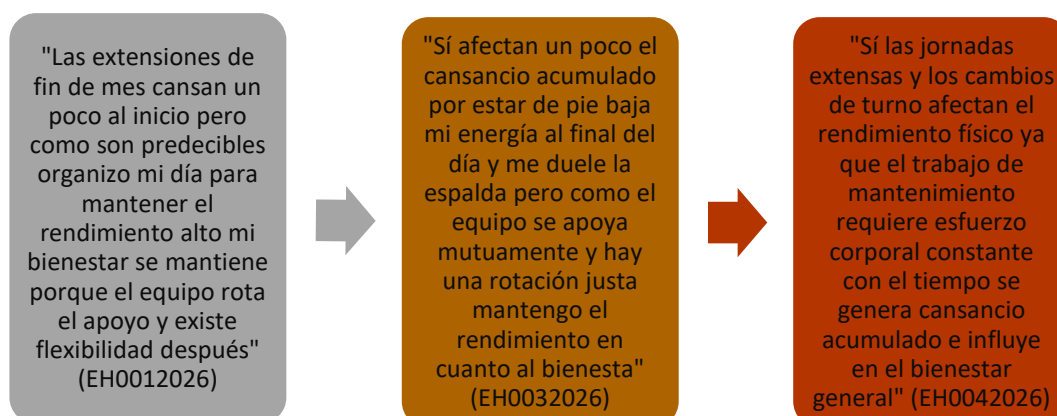 "Las extensiones de
fin de mes cansan un
poco al inicio pero
como son predecibles
organizo mi día para
mantener el
rendimiento alto mi
bienestar se mantiene
porque el equipo rota
el apoyo y existe
flexibilidad después"
(EH0012026)
"Sí afectan un poco el
cansancio acumulado
por estar de pie baja
mi energía al final del
día y me duele la
espalda pero como el
equipo se apoya
mutuamente y hay
una rotación justa
mantengo el
rendimiento en
cuanto al bienesta"
(EH0032026)
"Sí las jornadas
extensas y los cambios
de turno afectan el
rendimiento físico ya
que el trabajo de
mantenimiento
requiere esfuerzo
corporal constante
con el tiempo se
genera cansancio
acumulado e influye
en el bienestar
general" (EH0042026)